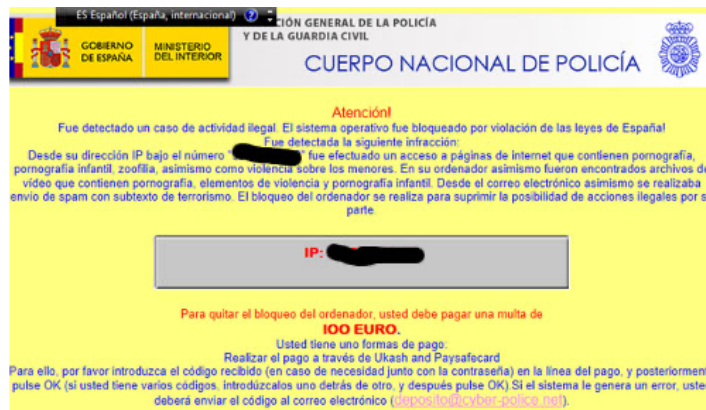 ES Español (España, internacional)
CIÓN GENERAL DE LA POLICÍA
Y DE LA GUARDIA CIVIL
GOBIERNO
DE ESPAÑA
MINISTERIO
DEL INTERIOR
CUERPO NACIONAL DE POLICÍA
Atención!
Fue detectado un caso de actividad ilegal. El sistema operativo fue bloqueado por violación de las leyes de España!
Fue detectada la siguiente infracción:
Desde su dirección IP bajo el número " " fue efectuado un acceso a páginas de internet que contienen pornografía,
pornografía infantil, zoofilia, asimismo como violencia sobre los menores. En su ordenador asimismo fueron encontrados archivos de
vídeo que contienen pornografía, elementos de violencia y pornografía infantil. Desde el correo electrónico asimismo se realizaba
envío de spam con subtexto de terrorismo. El bloqueo del ordenador se realiza para suprimir la posibilidad de acciones ilegales por s
parte.
IP:
Para quitar el bloqueo del ordenador, usted debe pagar una multa de
100 EURO.
Usted tiene uno formas de pago:
Realizar el pago a través de Ukash and Paysafecard
Para ello, por favor introduzca el código recibido (en caso de necesidad junto con la contraseña) en la línea del pago, y posteriorment
pulse OK (si usted tiene varios códigos, introdúzcalos uno detrás de otro, y después pulse OK).Si el sistema le genera un error, uste
deberá enviar el código al correo electrónico (deposito@cyber-police.net).